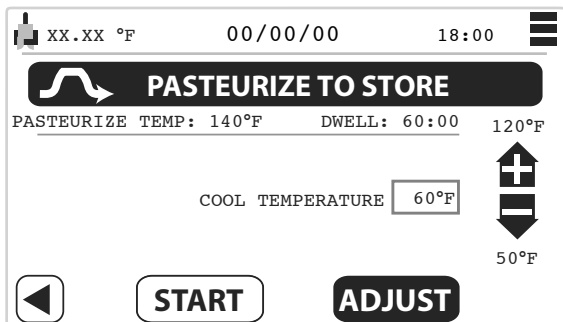 XX.XX °F 00/00/00 18:00
PASTEURIZE TO STORE
PASTEURIZE TEMP: 140°F DWELL: 60:00
120°F
COOL TEMPERATURE 60°F
50°F
START ADJUST